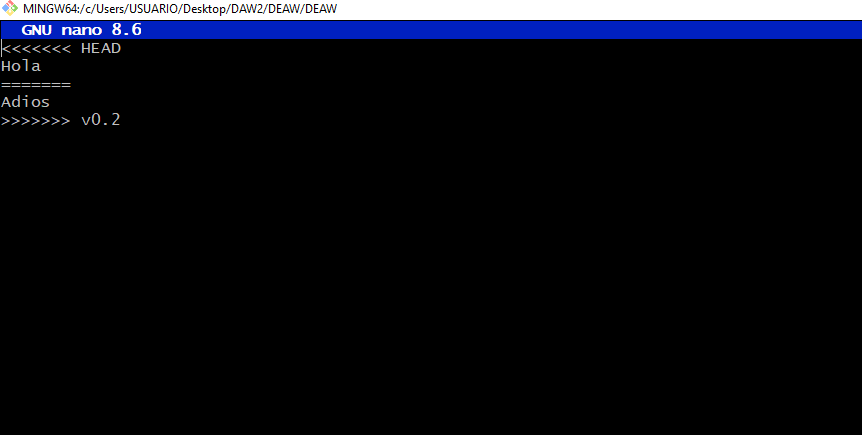 MINGW64:/c/Users/USUARIO/Desktop/DAW2/DEAW/DEAW
GNU nano 8.6
<<<<<<< HEAD
Hola
=======
Adios
>>>>>>> v0.2